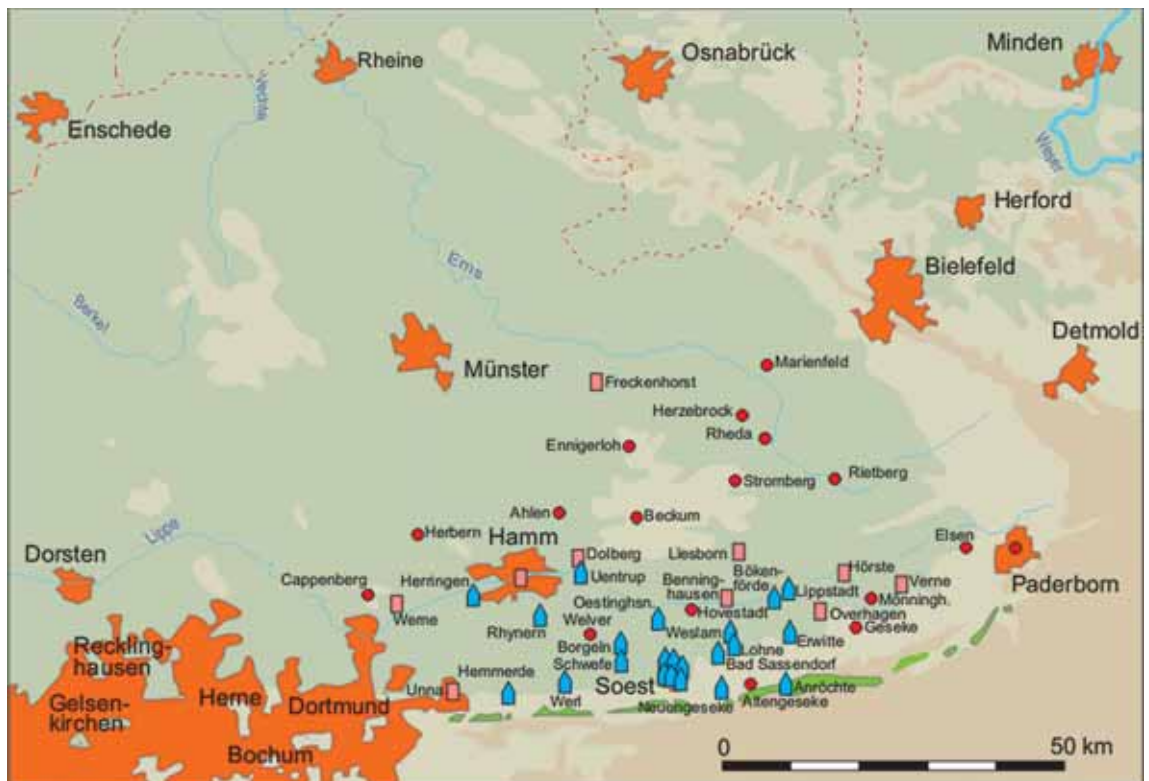 Rheine
Osnabrück
Minden
Vechte
Enschede
Weser
Herford
Ems
Bielefeld
Berkel
Detmold
Münster
Marienfeld
Freckenhorst
Herzebrock
Rheda
Ennigerloh
Stromberg
Rietberg
Ahlen
Beckum
Lippe
Herbern
Hamm
Elsen
Dorsten
Dolberg
Liesborn
Hörste
Paderborn
Cappenberg
Herringen
Uentrup
Benning-
hausen
Böken-
förde
Lippstadt
Verne
Mönningh.
Werne
Oestinghsn.
Hovestadt
Overhagen
Rhynern
Welver
Weslarn
Geseke
Erwitte
Reckling-
hausen
Borgeln
Lohne
Schwefe
Bad Sassendorf
Hemmerde
Unna
Soest
Anröchte
Gelsen-
kirchen
Herne
Dortmund
Werl
Neuengeseke
Altengeseke
Bochum
0
50 km